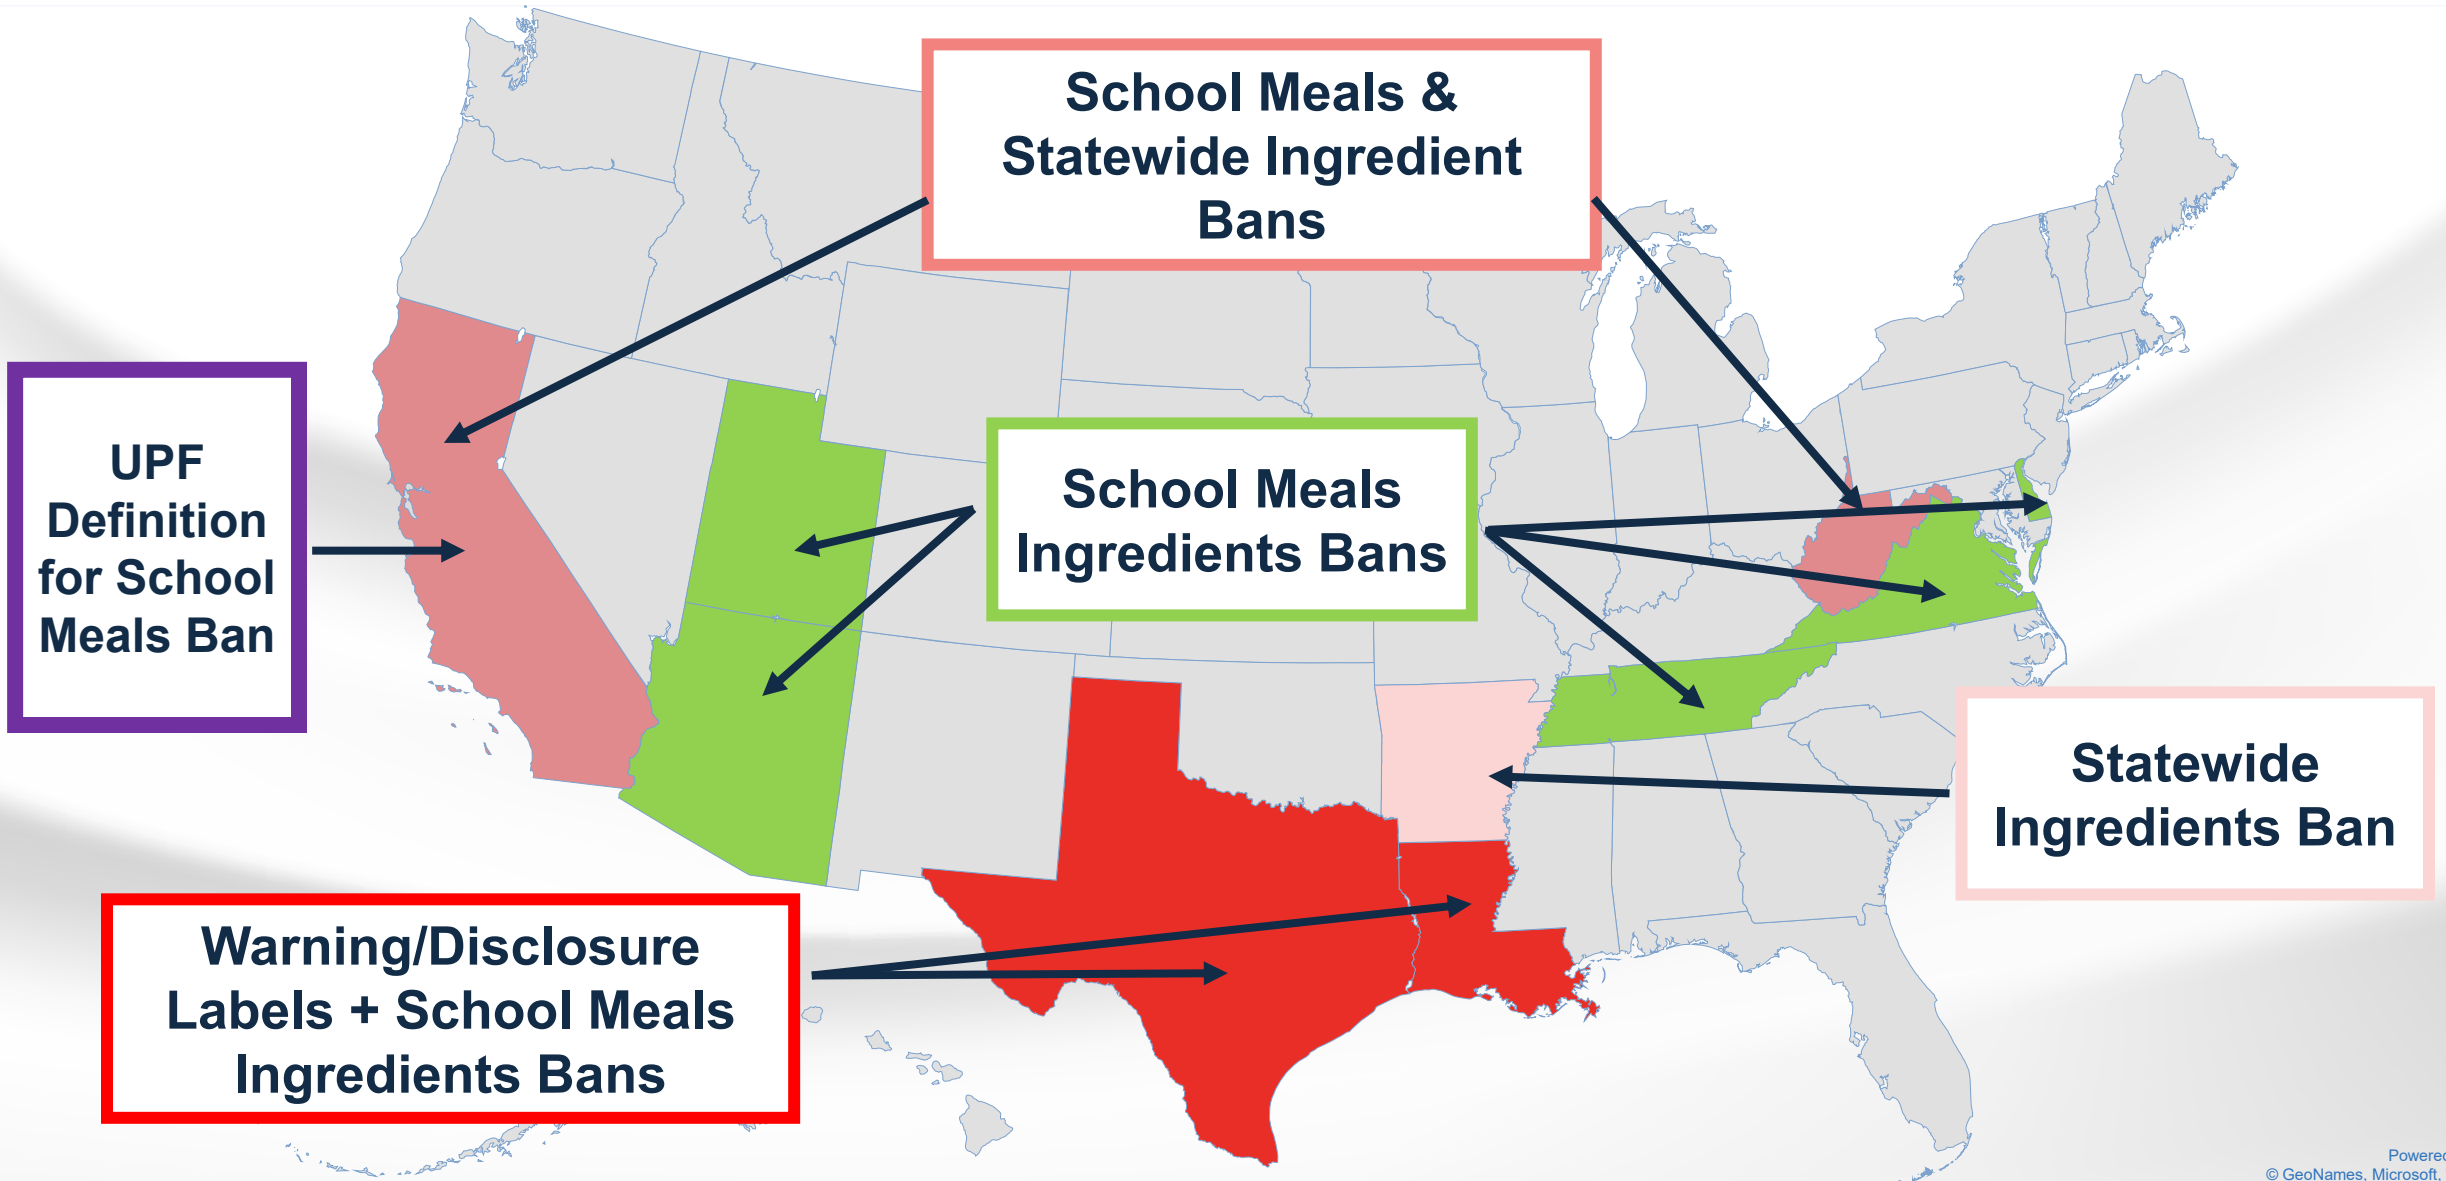 School Meals &
Statewide Ingredient
Bans
UPF
Definition
for School
Meals Ban
School Meals
Ingredients Bans
Statewide
Ingredients Ban
Warning/Disclosure
Labels + School Meals
Ingredients Bans
Powered
© GeoNames, Microsoft,